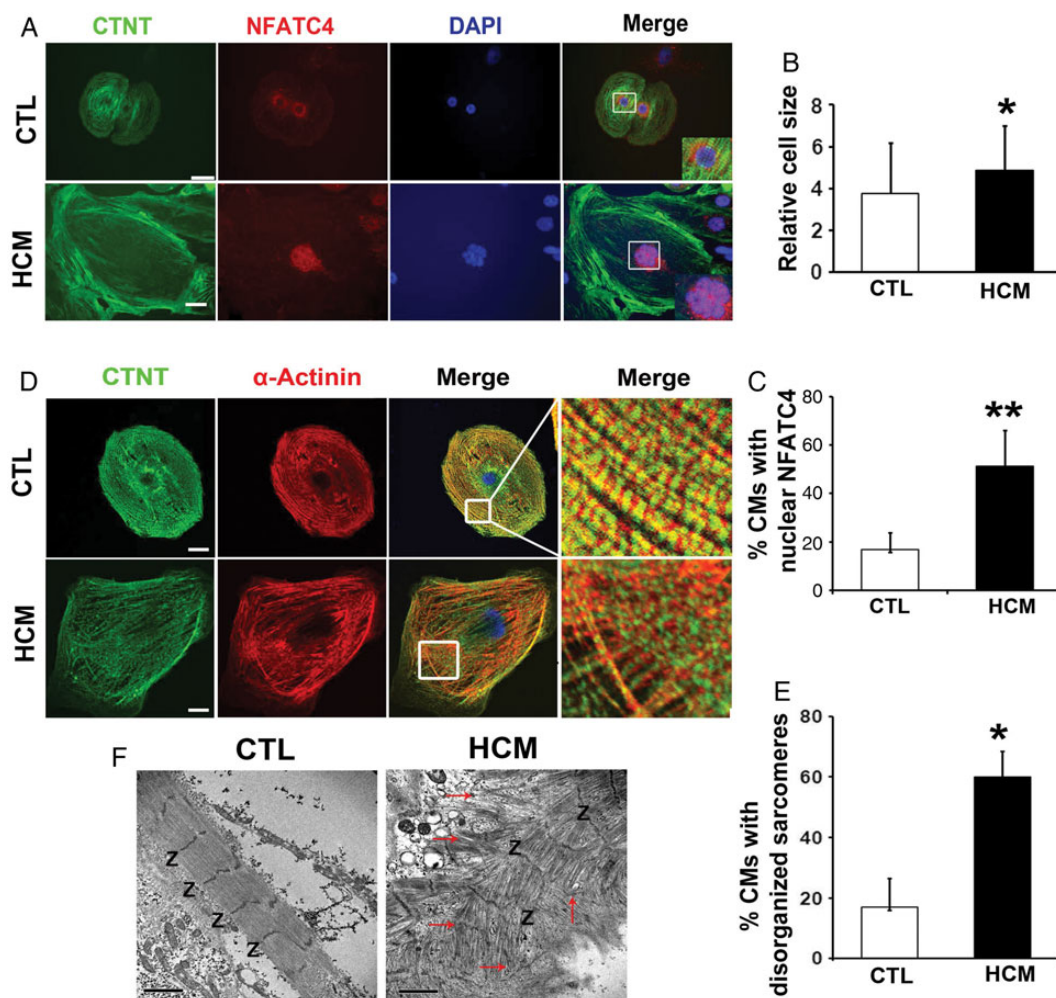 A
CTNT NFATC4 DAPI Merge
CTL
HCM
B
Relative cell size
8
6
4
2
0
*
CTL HCM
C
% CMs with
nuclear NFATC4
80
60
40
20
0
**
CTL HCM
D
CTNT α-Actinin Merge Merge
CTL
HCM
E
% CMs with
disorganized sarcomeres
80
60
40
20
0
*
CTL HCM
F
CTL HCM
Z
Z
Z
Z
Z
Z
Z
Z